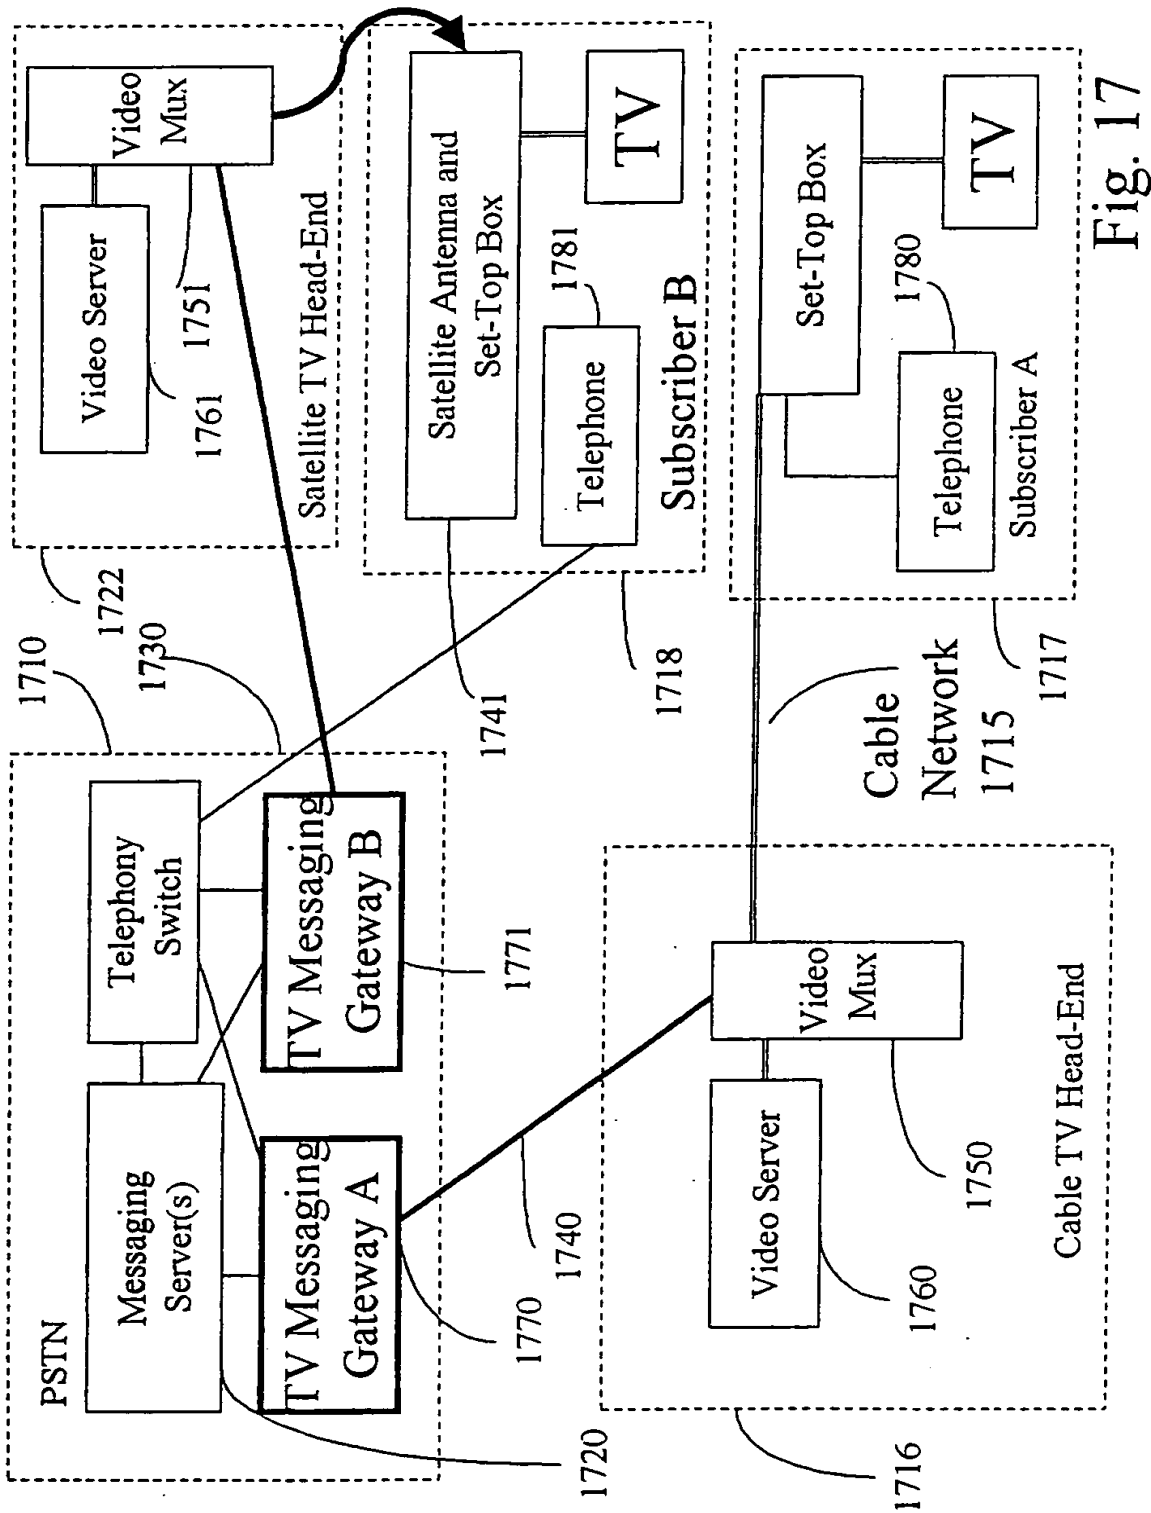 PSTN
Messaging
Server(s)
Telephony
Switch
TV Messaging
Gateway A
TV Messaging
Gateway B
1710
1730
1722
1720
1770
1740
1771
Video Server
Video
Mux
1761
1751
Satellite TV Head-End
Satellite Antenna and
Set-Top Box
TV
Telephone
1781
Subscriber B
1741
1718
Video Server
Video
Mux
1760
1750
Cable TV Head-End
1716
Cable
Network
1715
Set-Top Box
TV
Telephone
1780
Subscriber A
1717
Fig. 17